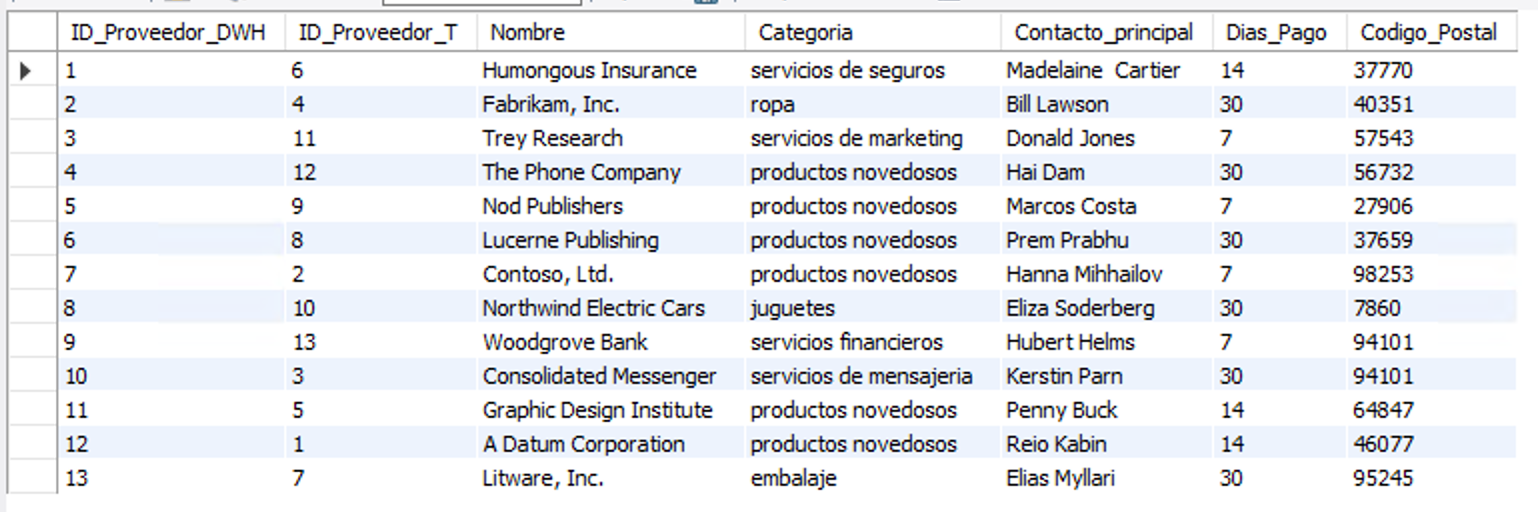 ID_Proveedor_DWH ID_Proveedor_T Nombre Categoria Contacto_principal Dias_Pago Codigo_Postal
1 6 Humongous Insurance servicios de seguros Madelaine  Cartier 14 37770
2 4 Fabrikam, Inc. ropa Bill Lawson 30 40351
3 11 Trey Research servicios de marketing Donald Jones 7 57543
4 12 The Phone Company productos novedosos Hai Dam 30 56732
5 9 Nod Publishers productos novedosos Marcos Costa 7 27906
6 8 Lucerne Publishing productos novedosos Prem Prabhu 30 37659
7 2 Contoso, Ltd. productos novedosos Hanna Mihhailov 7 98253
8 10 Northwind Electric Cars juguetes Eliza Soderberg 30 7860
9 13 Woodgrove Bank servicios financieros Hubert Helms 7 94101
10 3 Consolidated Messenger servicios de mensajeria Kerstin Parn 30 94101
11 5 Graphic Design Institute productos novedosos Penny Buck 14 64847
12 1 A Datum Corporation productos novedosos Reio Kabin 14 46077
13 7 Litware, Inc. embalaje Elias Myllari 30 95245